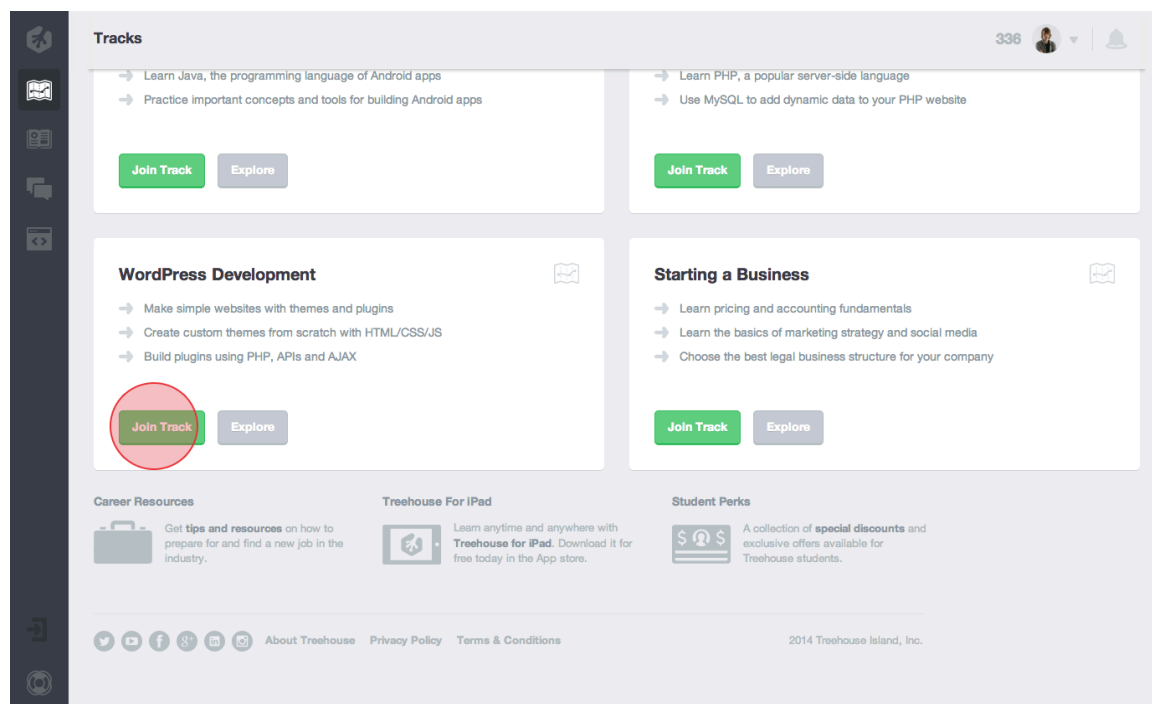 Tracks
336
Learn Java, the programming language of Android apps
Practice important concepts and tools for building Android apps
Join Track
Explore
Learn PHP, a popular server-side language
Use MySQL to add dynamic data to your PHP website
Join Track
Explore
WordPress Development
Make simple websites with themes and plugins
Create custom themes from scratch with HTML/CSS/JS
Build plugins using PHP, APIs and AJAX
Join Track
Explore
Starting a Business
Learn pricing and accounting fundamentals
Learn the basics of marketing strategy and social media
Choose the best legal business structure for your company
Join Track
Explore
Career Resources
Get tips and resources on how to
prepare for and find a new job in the
industry.
Treehouse For iPad
Learn anytime and anywhere with
Treehouse for iPad. Download it for
free today in the App store.
Student Perks
A collection of special discounts and
exclusive offers available for
Treehouse students.
About Treehouse
Privacy Policy
Terms & Conditions
2014 Treehouse Island, Inc.